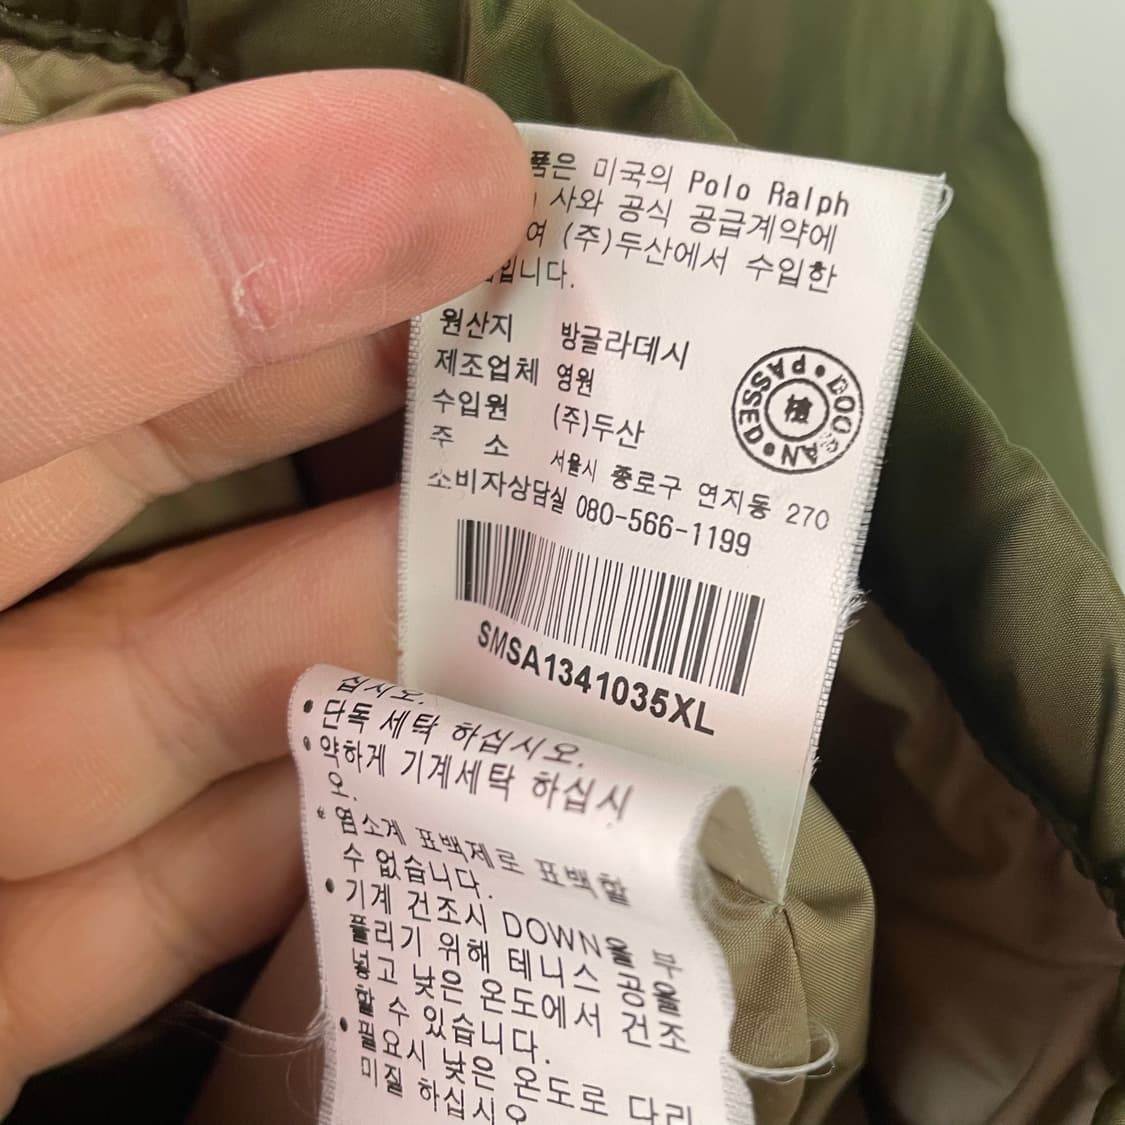 품은 미국의 Polo Ralph
사와 공식 공급계약에
여 (주)두산에서 수입한
입니다.
원산지 방글라데시
제조업체 영원
수입원 (주)두산
주 소 서울시 종로구 연지동 270
소비자상담실 080-566-1199
DOOSAN PASSED
檢
SMSA1341035XL
십시오.
• 단독 세탁 하십시오.
• 약하게 기계세탁 하십시
오.
• 염소계 표백제로 표백할
수 없습니다.
• 기계 건조시 DOWN울 부
풀리기 위해 테니스 공을
넣고 낮은 온도에서 건조
할 수 있습니다.
• 필요시 낮은 온도로 다리
미질 하십시오